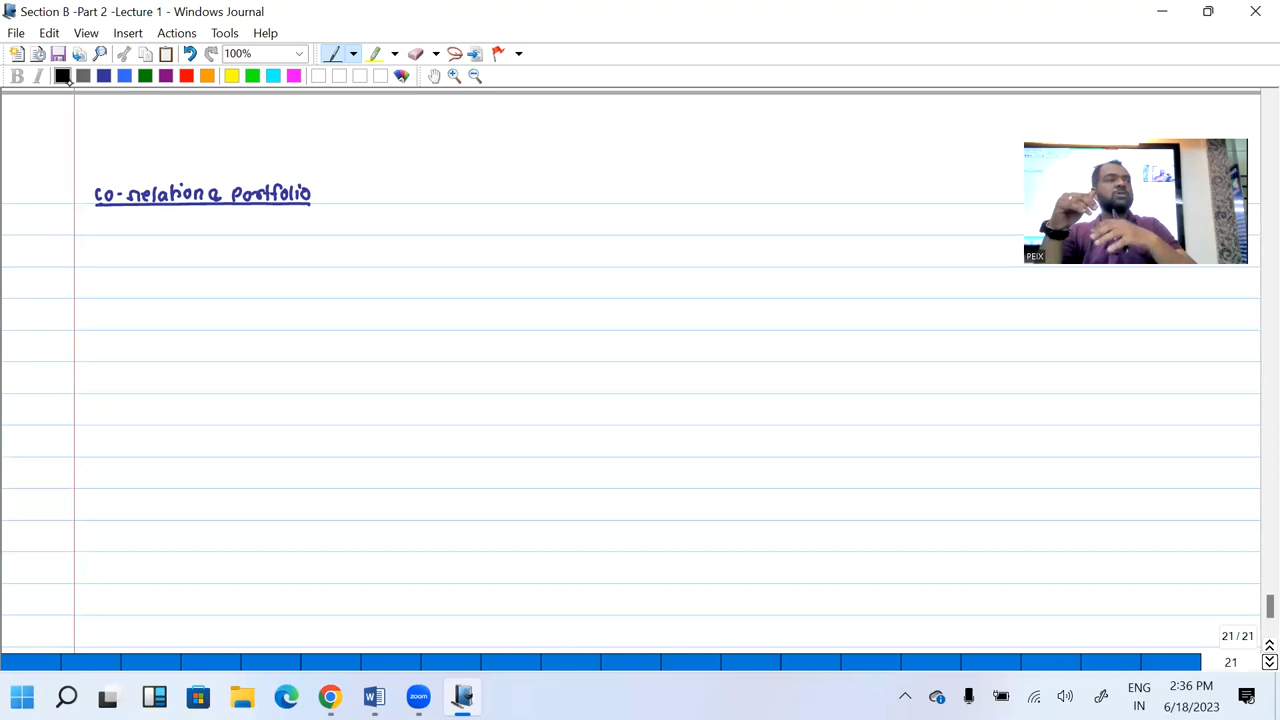 Section B -Part 2 -Lecture 1 - Windows Journal
File Edit View Insert Actions Tools Help
100%
B I
co-relation & portfolio
PEIX
21 / 21
21
zoom
ENG
IN
2:36 PM
6/18/2023